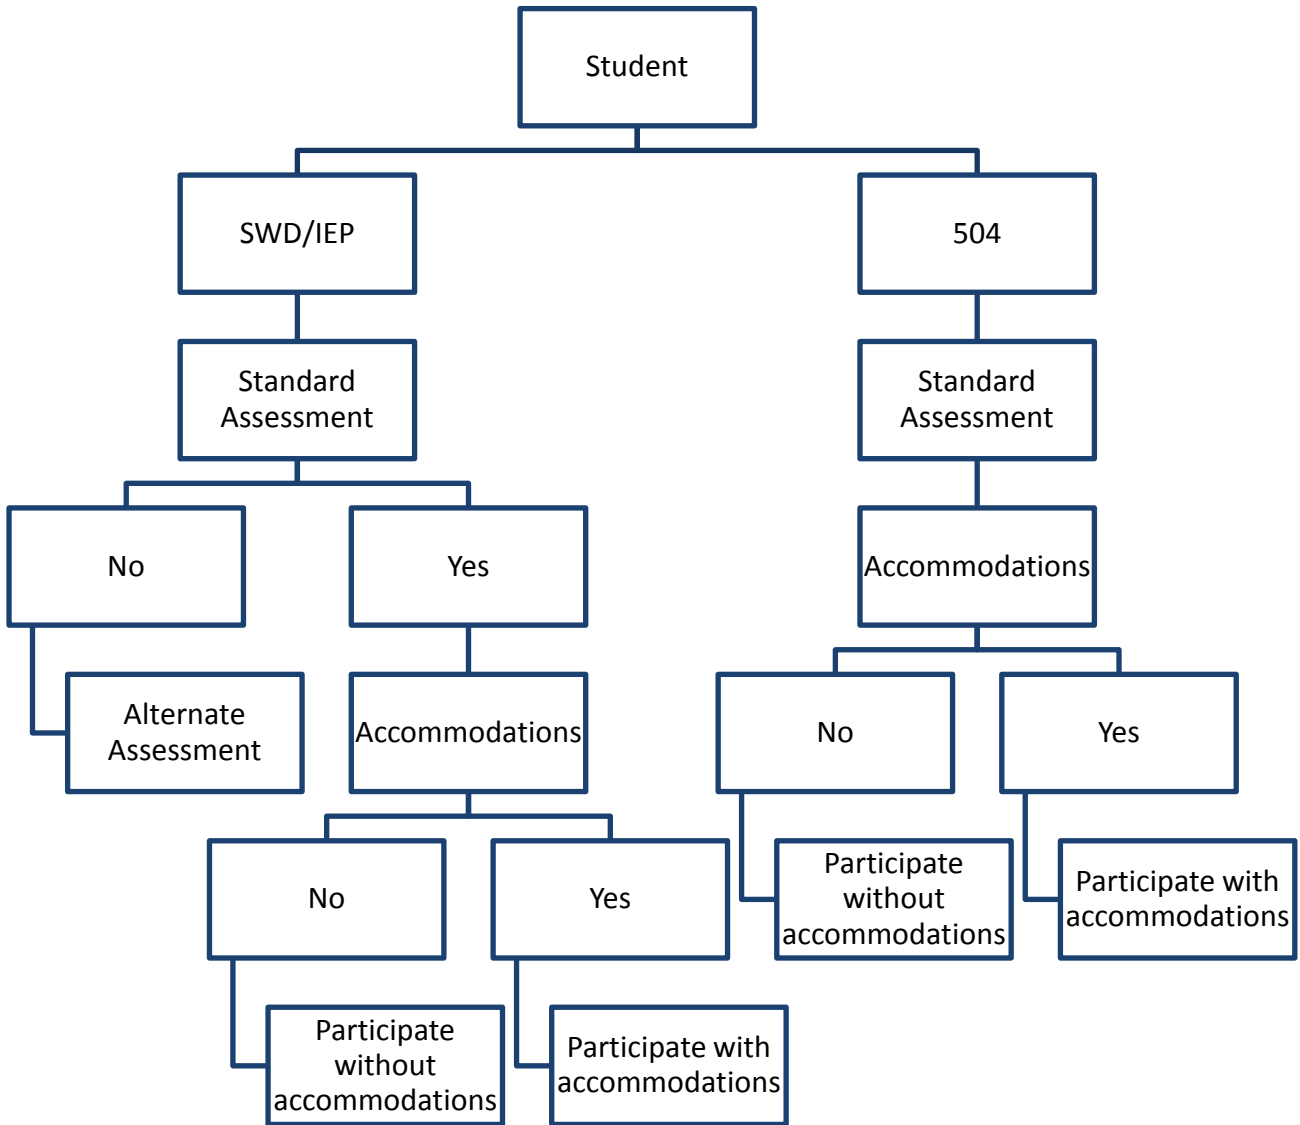 Student
SWD/IEP
504
Standard
Assessment
Standard
Assessment
No
Yes
Accommodations
Alternate
Assessment
Accommodations
No
Yes
No
Yes
Participate
without
accommodations
Participate with
accommodations
Participate
without
accommodations
Participate with
accommodations